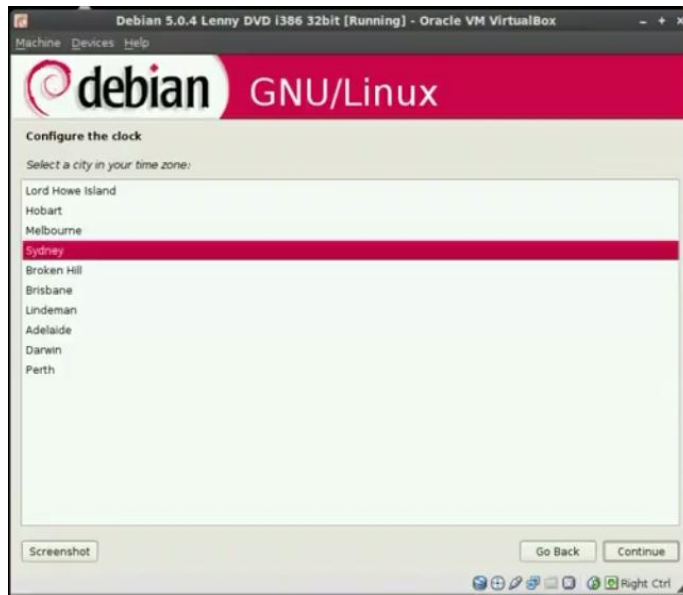 Debian 5.0.4 Lenny DVD i386 32bit [Running] - Oracle VM VirtualBox
Machine Devices Help
debian GNU/Linux
Configure the clock
Select a city in your time zone:
Lord Howe Island
Hobart
Melbourne
Sydney
Broken Hill
Brisbane
Lindeman
Adelaide
Darwin
Perth
Screenshot Go Back Continue
Right Ctrl